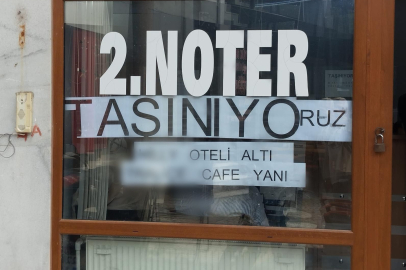 2.NOTER
TAŞINIYORUZ
OTELİ ALTI
CAFE YANI